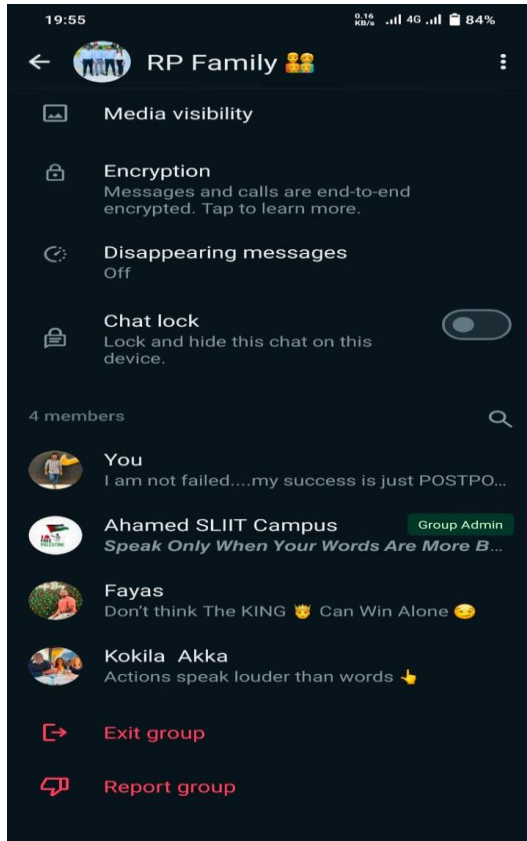 19:55
0.16 KB/s 4G 84%
RP Family
Media visibility
Encryption
Messages and calls are end-to-end
encrypted. Tap to learn more.
Disappearing messages
Off
Chat lock
Lock and hide this chat on this
device.
4 members
You
I am not failed....my success is just POSTPO...
Ahamed SLIIT Campus
Group Admin
Speak Only When Your Words Are More B...
Fayas
Don't think The KING 🤴 Can Win Alone 😏
Kokila Akka
Actions speak louder than words 👆
Exit group
Report group